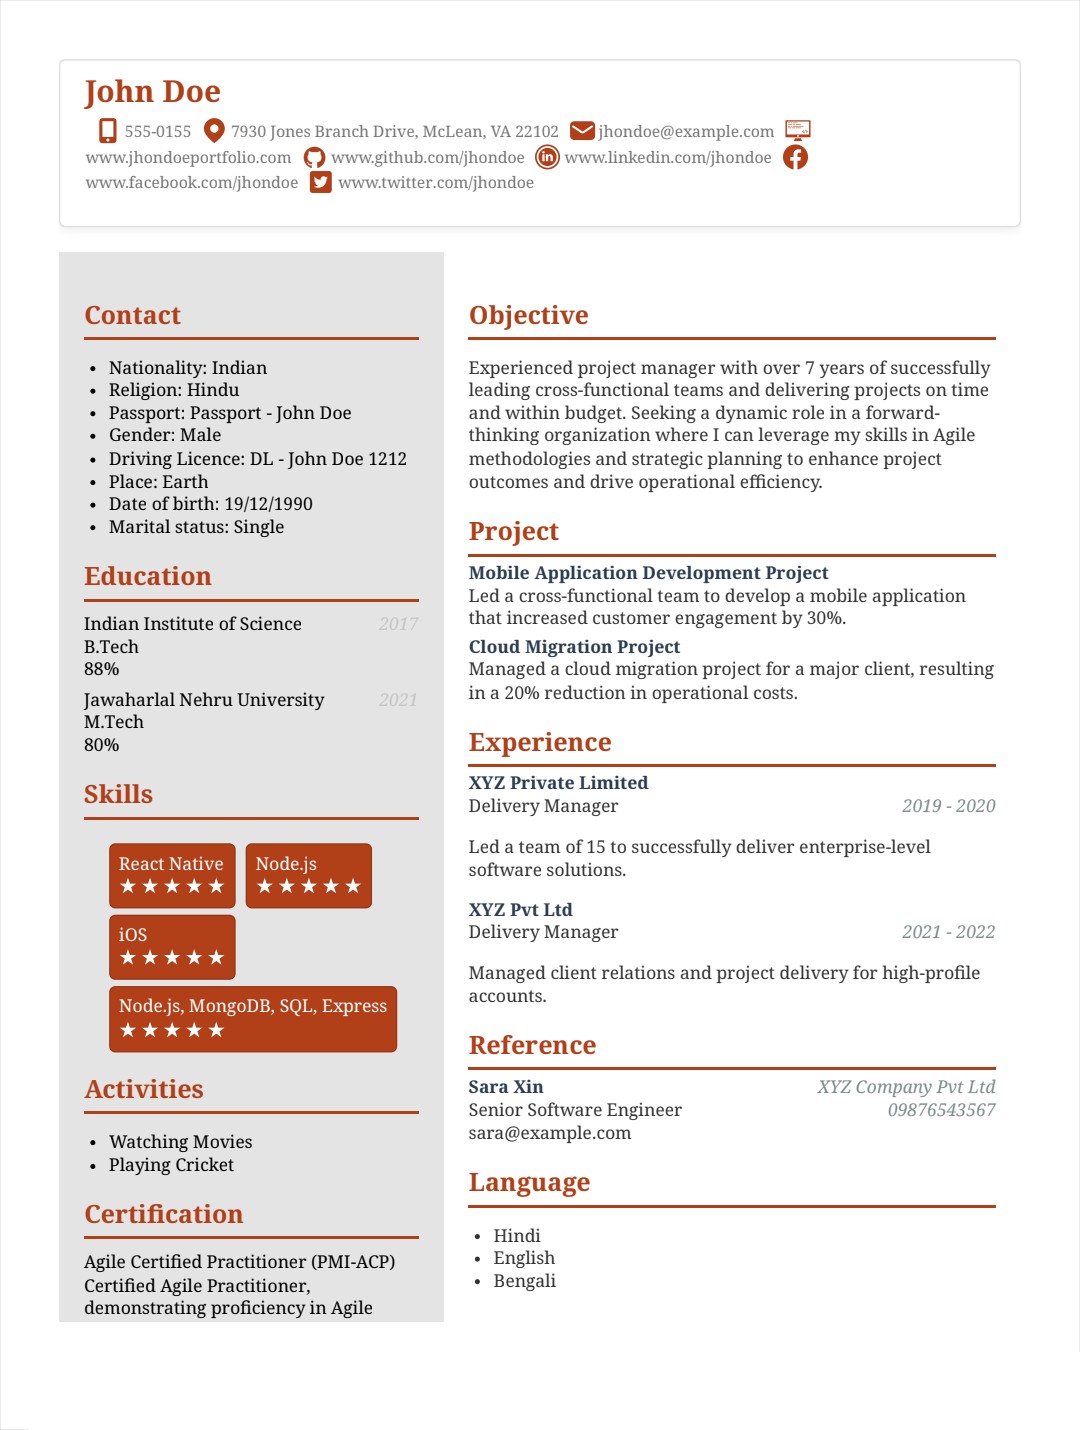 John Doe
555-0155 7930 Jones Branch Drive, McLean, VA 22102 jhondoe@example.com
www.jhondoeportfolio.com www.github.com/jhondoe www.linkedin.com/jhondoe
www.facebook.com/jhondoe www.twitter.com/jhondoe
Contact
• Nationality: Indian
• Religion: Hindu
• Passport: Passport - John Doe
• Gender: Male
• Driving Licence: DL - John Doe 1212
• Place: Earth
• Date of birth: 19/12/1990
• Marital status: Single
Education
Indian Institute of Science 2017
B.Tech
88%
Jawaharlal Nehru University 2021
M.Tech
80%
Skills
React Native Node.js
★★★★★ ★★★★★
iOS
★★★★★
Node.js, MongoDB, SQL, Express
★★★★★
Activities
• Watching Movies
• Playing Cricket
Certification
Agile Certified Practitioner (PMI-ACP)
Certified Agile Practitioner,
demonstrating proficiency in Agile
Objective
Experienced project manager with over 7 years of successfully
leading cross-functional teams and delivering projects on time
and within budget. Seeking a dynamic role in a forward-
thinking organization where I can leverage my skills in Agile
methodologies and strategic planning to enhance project
outcomes and drive operational efficiency.
Project
Mobile Application Development Project
Led a cross-functional team to develop a mobile application
that increased customer engagement by 30%.
Cloud Migration Project
Managed a cloud migration project for a major client, resulting
in a 20% reduction in operational costs.
Experience
XYZ Private Limited
Delivery Manager 2019 - 2020
Led a team of 15 to successfully deliver enterprise-level
software solutions.
XYZ Pvt Ltd
Delivery Manager 2021 - 2022
Managed client relations and project delivery for high-profile
accounts.
Reference
Sara Xin XYZ Company Pvt Ltd
Senior Software Engineer 09876543567
sara@example.com
Language
• Hindi
• English
• Bengali